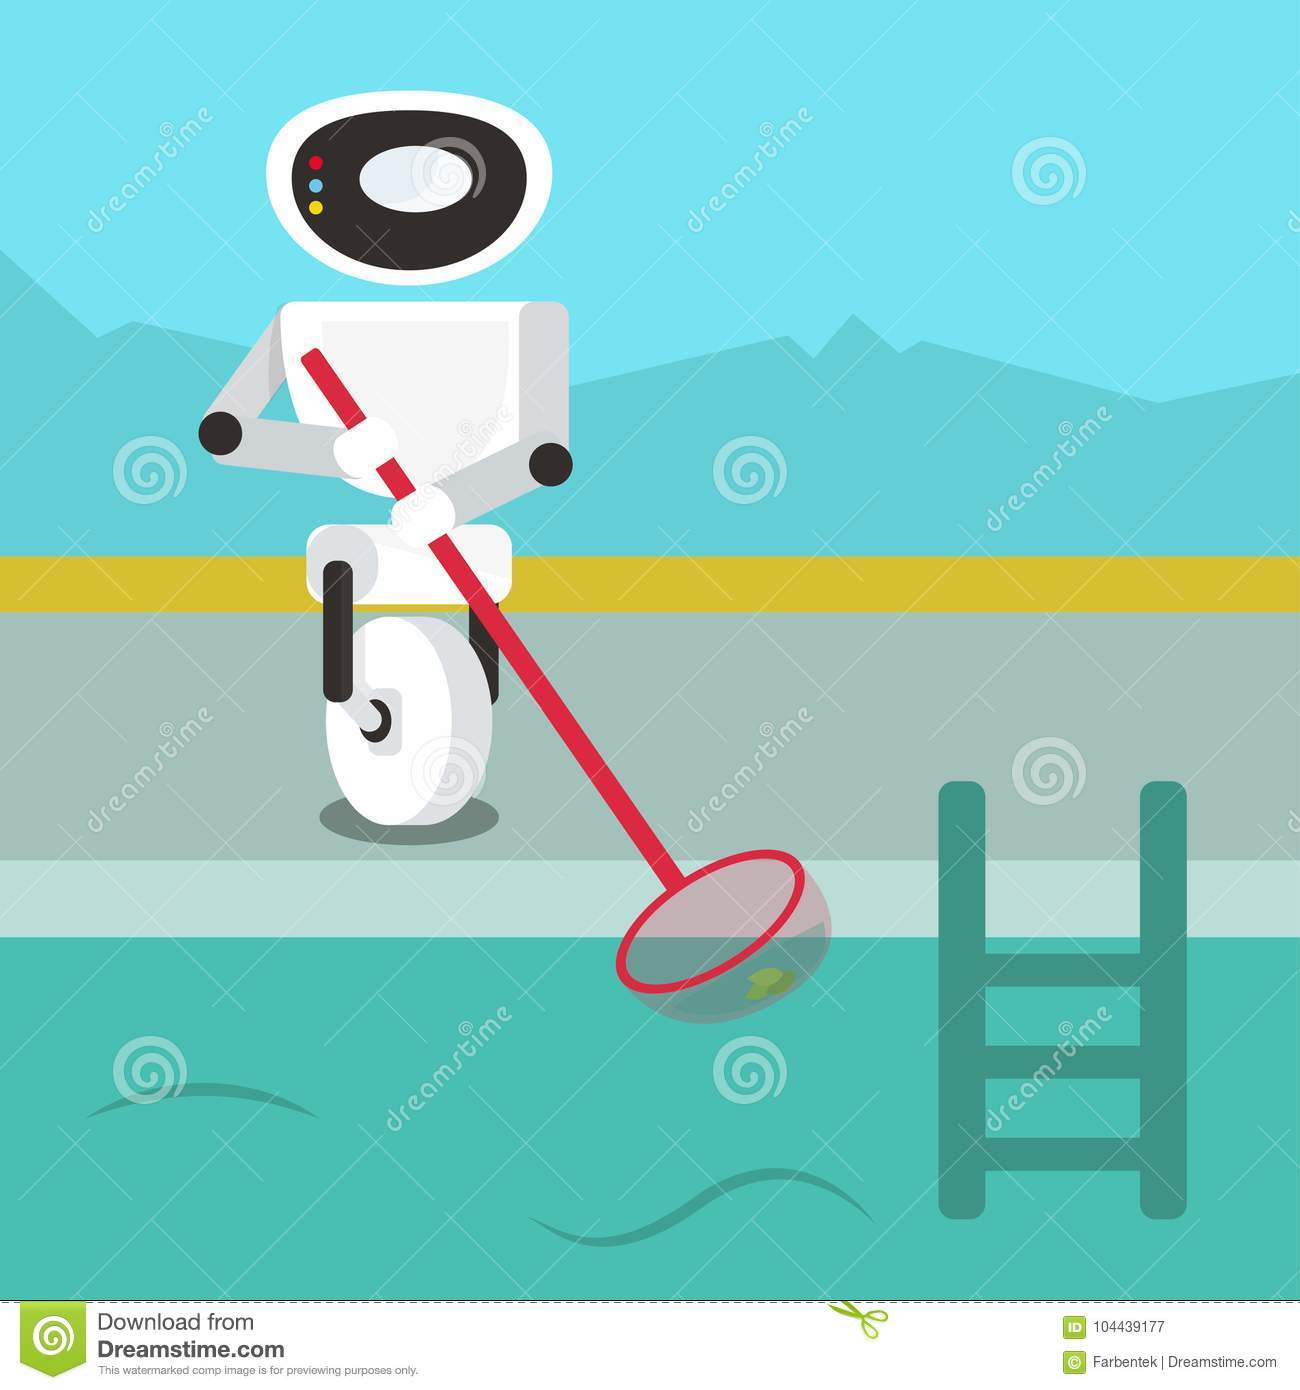 Download from
Dreamstime.com
This watermarked comp image is for previewing purposes only.
ID 104439177
© Farbentek | Dreamstime.com
dreamstime
dreamstime
dreamstime
dreamstime
dreamstime
dreamstime
dreamstime